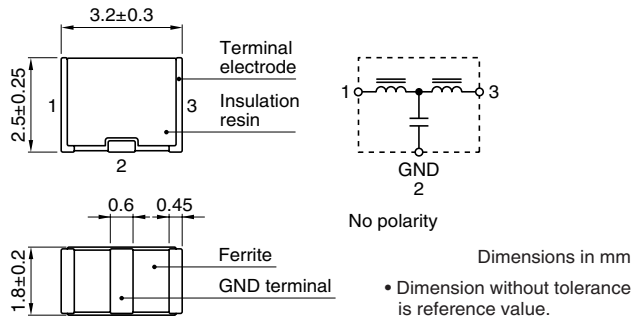 3.2±0.3
Terminal
electrode
2.5±0.25
1
3
Insulation
resin
2
1
3
GND
2
0.6
0.45
No polarity
1.8±0.2
Ferrite
GND terminal
Dimensions in mm
• Dimension without tolerance
is reference value.